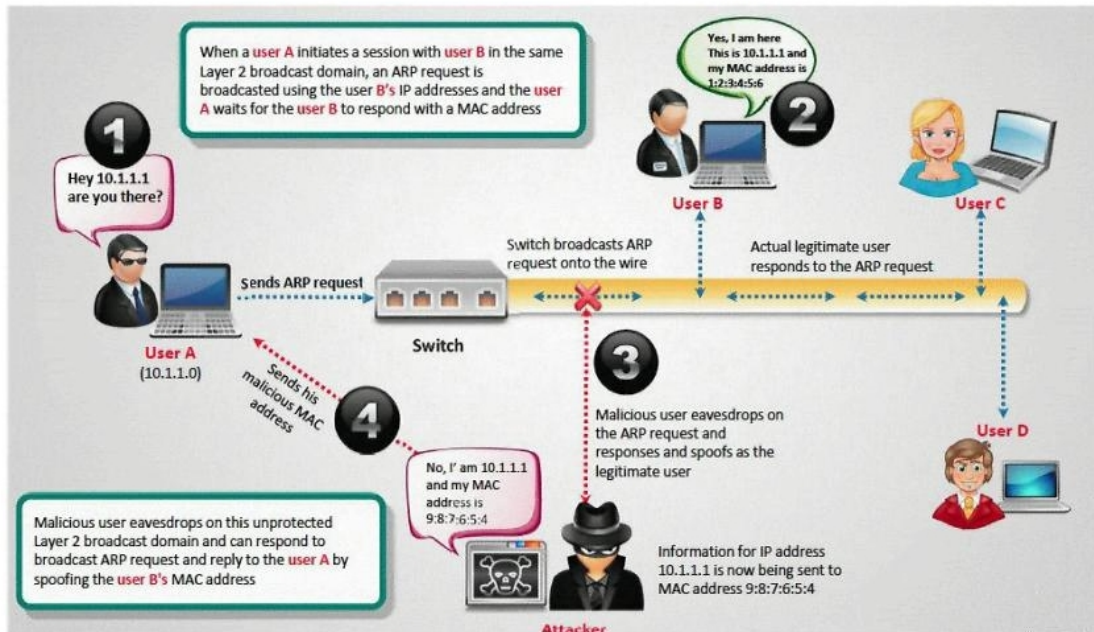 When a user A initiates a session with user B in the same
Layer 2 broadcast domain, an ARP request is
broadcasted using the user B's IP addresses and the user
A waits for the user B to respond with a MAC address
1
Hey 10.1.1.1
are you there?
User A
(10.1.1.0)
Sends ARP request
Switch
Switch broadcasts ARP
request onto the wire
Yes, I am here
This is 10.1.1.1 and
my MAC address is
1:2:3:4:5:6
2
User B
User C
Actual legitimate user
responds to the ARP request
User D
3
Malicious user eavesdrops on
the ARP request and
responses and spoofs as the
legitimate user
4
Sends his
malicious MAC
address
No, I' am 10.1.1.1
and my MAC
address is
9:8:7:6:5:4
Malicious user eavesdrops on this unprotected
Layer 2 broadcast domain and can respond to
broadcast ARP request and reply to the user A by
spoofing the user B's MAC address
Information for IP address
10.1.1.1 is now being sent to
MAC address 9:8:7:6:5:4
Attacker